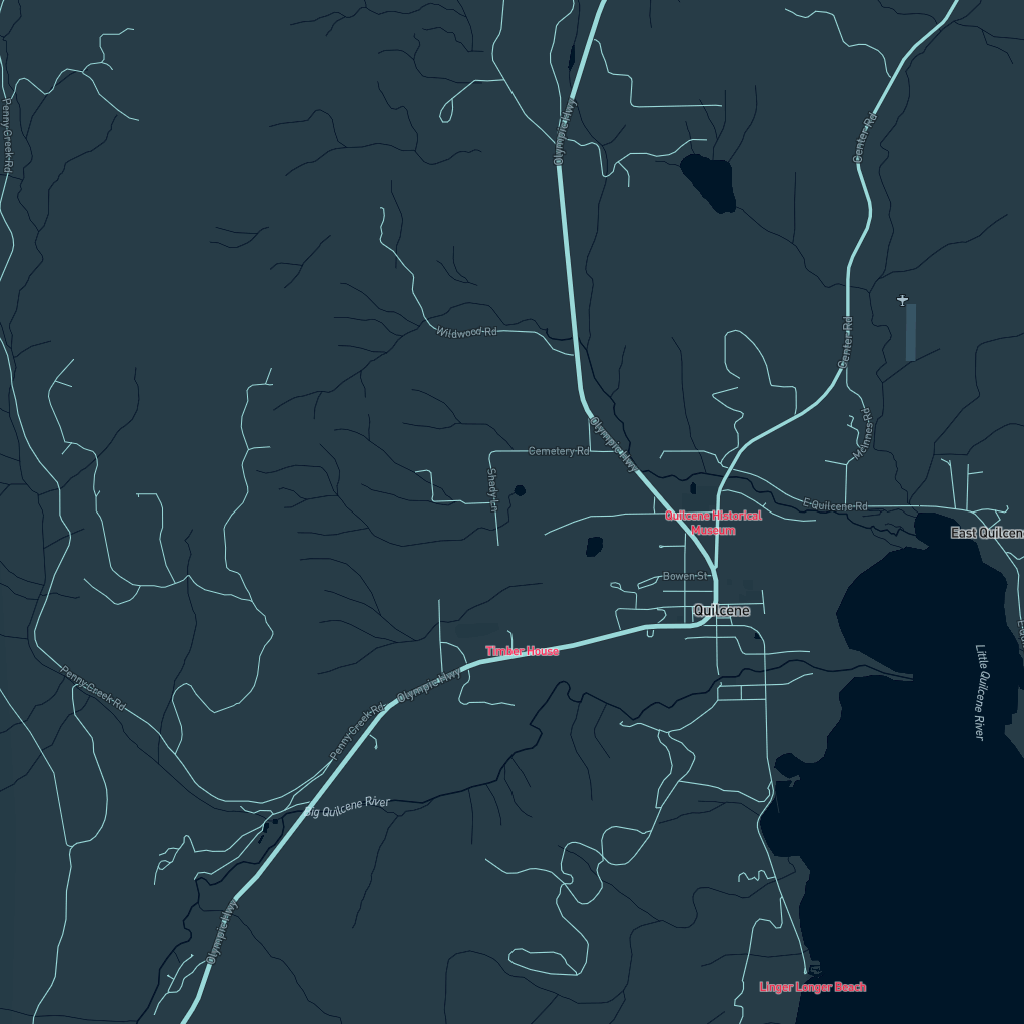 Penny Creek Rd
Olympic Hwy
Center Rd
Wildwood Rd
Center Rd
McInnes Rd
Olympic Hwy
Cemetery Rd
Shady Ln
E Quilcene Rd
Quilcene Historical
Museum
East Quilcene
Bowen St
Quilcene
Timber House
Little Quilcene River
Penny Creek Rd
Olympic Hwy
Penny Creek Rd
Big Quilcene River
Olympic Hwy
Linger Longer Beach